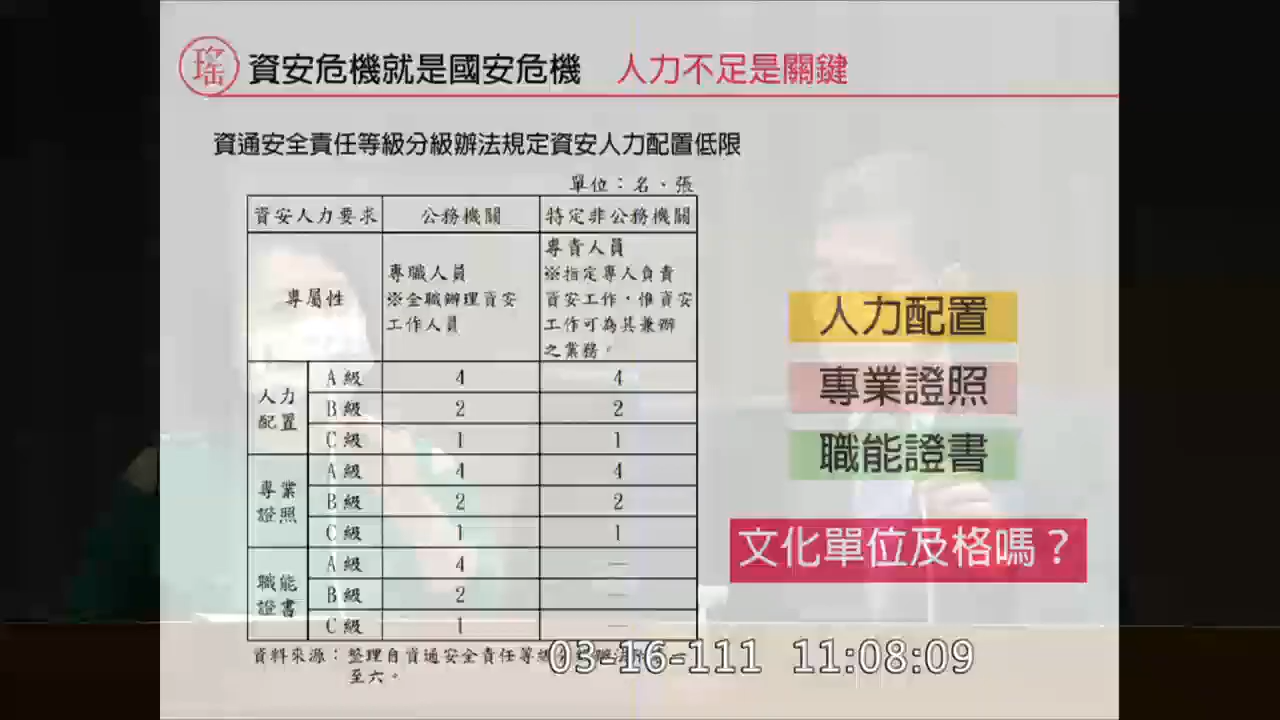 瑤
資安危機就是國安危機 人力不足是關鍵
資通安全責任等級分級辦法規定資安人力配置低限
單位：名、張
資安人力要求 公務機關 特定非公務機關
專屬性
專職人員
※全職辦理資安
工作人員
專責人員
※指定專人負責
資安工作，惟資安
工作可為其兼辦
之業務。
人力
配置
A級 4 4
B級 2 2
C級 1 1
專業
證照
A級 4 4
B級 2 2
C級 1 1
職能
證書
A級 4 —
B級 2 —
C級 1 —
資料來源：整理自資通安全責任等級
至六。
人力配置
專業證照
職能證書
文化單位及格嗎？
03-16-111 11:08:09